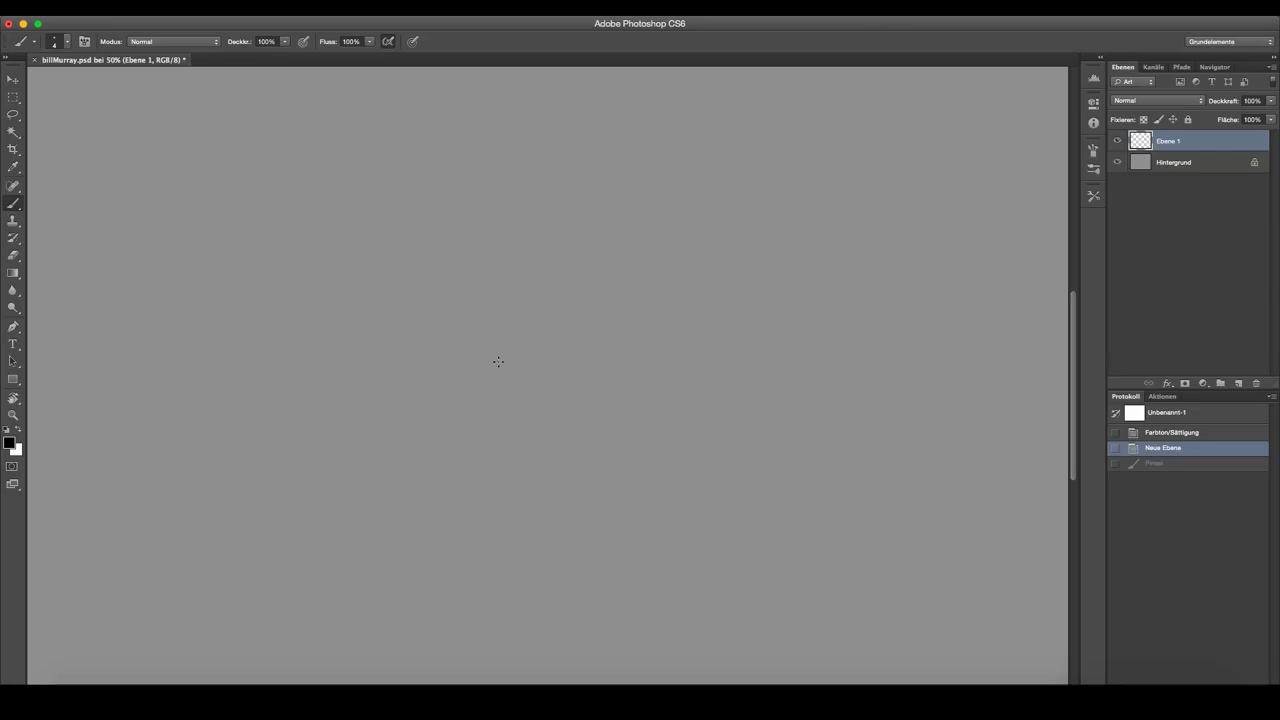 Adobe Photoshop CS6
4 Modus: Normal Deckkr.: 100% Fluss: 100% Grundelemente
billMurray.psd bei 50% (Ebene 1, RGB/8) *
Ebenen Kanäle Pfade Navigator
Art
Normal Deckkraft: 100%
Fixieren: Fläche: 100%
Ebene 1
Hintergrund
fx
Protokoll Aktionen
Unbenannt-1
Farbton/Sättigung
Neue Ebene
Pinsel